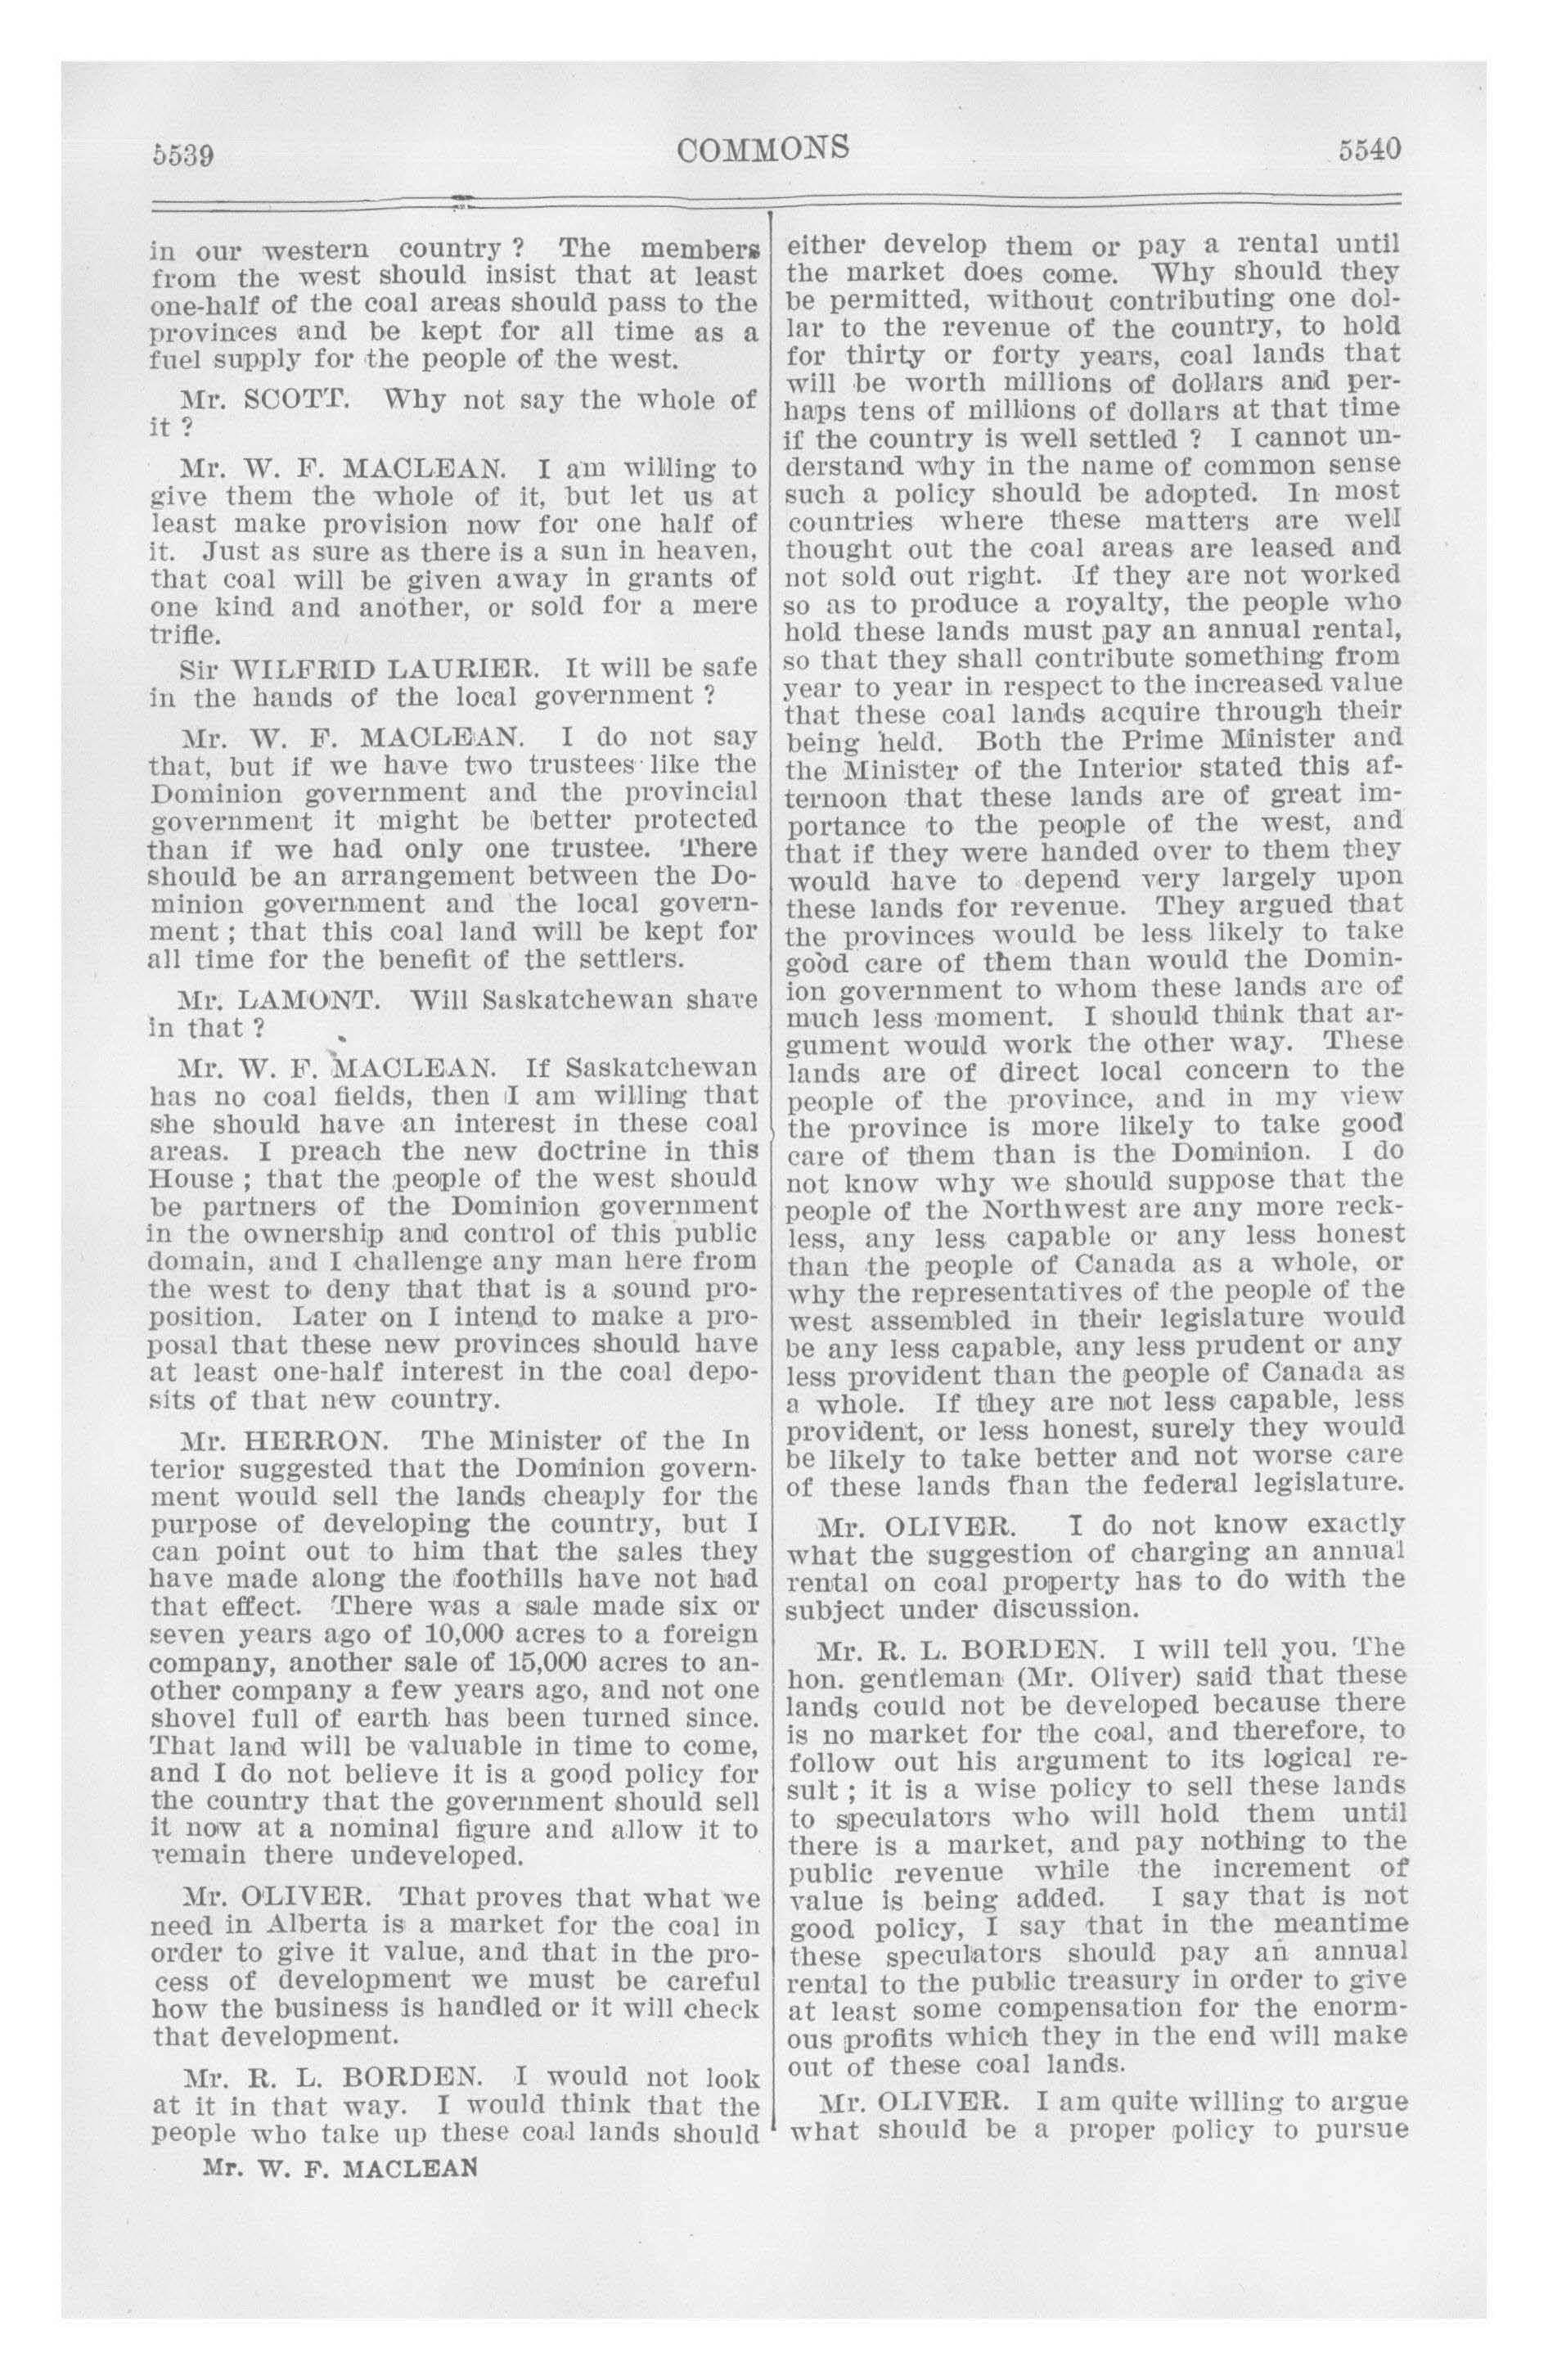 5539
COMMONS
5540
in our western country ? The members
from the west should insist that at least
one-half of the coal areas should pass to the
provinces and be kept for all time as a
fuel supply for the people of the west.
Mr. SCOTT. Why not say the whole of
it ?
Mr. W. F. MACLEAN. I am willing to
give them the whole of it, but let us at
least make provision now for one half of
it. Just as sure as there is a sun in heaven,
that coal will be given away in grants of
one kind and another, or sold for a mere
trifle.
Sir WILFRID LAURIER. It will be safe
in the hands of the local government ?
Mr. W. F. MACLEAN. I do not say
that, but if we have two trustees like the
Dominion government and the provincial
government it might be better protected
than if we had only one trustee. There
should be an arrangement between the Do-
minion government and the local govern-
ment ; that this coal land will be kept for
all time for the benefit of the settlers.
Mr. LAMONT. Will Saskatchewan share
in that ?
Mr. W. F. MACLEAN. If Saskatchewan
has no coal fields, then I am willing that
she should have an interest in these coal
areas. I preach the new doctrine in this
House ; that the people of the west should
be partners of the Dominion government
in the ownership and control of this public
domain, and I challenge any man here from
the west to deny that that is a sound pro-
position. Later on I intend to make a pro-
posal that these new provinces should have
at least one-half interest in the coal depo-
sits of that new country.
Mr. HERRON. The Minister of the In
terior suggested that the Dominion govern-
ment would sell the lands cheaply for the
purpose of developing the country, but I
can point out to him that the sales they
have made along the foothills have not had
that effect. There was a sale made six or
seven years ago of 10,000 acres to a foreign
company, another sale of 15,000 acres to an-
other company a few years ago, and not one
shovel full of earth has been turned since.
That land will be valuable in time to come,
and I do not believe it is a good policy for
the country that the government should sell
it now at a nominal figure and allow it to
remain there undeveloped.
Mr. OLIVER. That proves that what we
need in Alberta is a market for the coal in
order to give it value, and that in the pro-
cess of development we must be careful
how the business is handled or it will check
that development.
Mr. R. L. BORDEN. I would not look
at it in that way. I would think that the
people who take up these coal lands should
Mr. W. F. MACLEAN
either develop them or pay a rental until
the market does come. Why should they
be permitted, without contributing one dol-
lar to the revenue of the country, to hold
for thirty or forty years, coal lands that
will be worth millions of dollars and per-
haps tens of millions of dollars at that time
if the country is well settled ? I cannot un-
derstand why in the name of common sense
such a policy should be adopted. In most
countries where these matters are well
thought out the coal areas are leased and
not sold out right. If they are not worked
so as to produce a royalty, the people who
hold these lands must pay an annual rental,
so that they shall contribute something from
year to year in respect to the increased value
that these coal lands acquire through their
being held. Both the Prime Minister and
the Minister of the Interior stated this af-
ternoon that these lands are of great im-
portance to the people of the west, and
that if they were handed over to them they
would have to depend very largely upon
these lands for revenue. They argued that
the provinces would be less likely to take
good care of them than would the Domin-
ion government to whom these lands are of
much less moment. I should think that ar-
gument would work the other way. These
lands are of direct local concern to the
people of the province, and in my view
the province is more likely to take good
care of them than is the Dominion. I do
not know why we should suppose that the
people of the Northwest are any more reck-
less, any less capable or any less honest
than the people of Canada as a whole, or
why the representatives of the people of the
west assembled in their legislature would
be any less capable, any less prudent or any
less provident than the people of Canada as
a whole. If they are not less capable, less
provident, or less honest, surely they would
be likely to take better and not worse care
of these lands than the federal legislature.
Mr. OLIVER. I do not know exactly
what the suggestion of charging an annual
rental on coal property has to do with the
subject under discussion.
Mr. R. L. BORDEN. I will tell you. The
hon. gentleman (Mr. Oliver) said that these
lands could not be developed because there
is no market for the coal, and therefore, to
follow out his argument to its logical re-
sult ; it is a wise policy to sell these lands
to speculators who will hold them until
there is a market, and pay nothing to the
public revenue while the increment of
value is being added. I say that is not
good policy, I say that in the meantime
these speculators should pay an annual
rental to the public treasury in order to give
at least some compensation for the enorm-
ous profits which they in the end will make
out of these coal lands.
Mr. OLIVER. I am quite willing to argue
what should be a proper policy to pursue